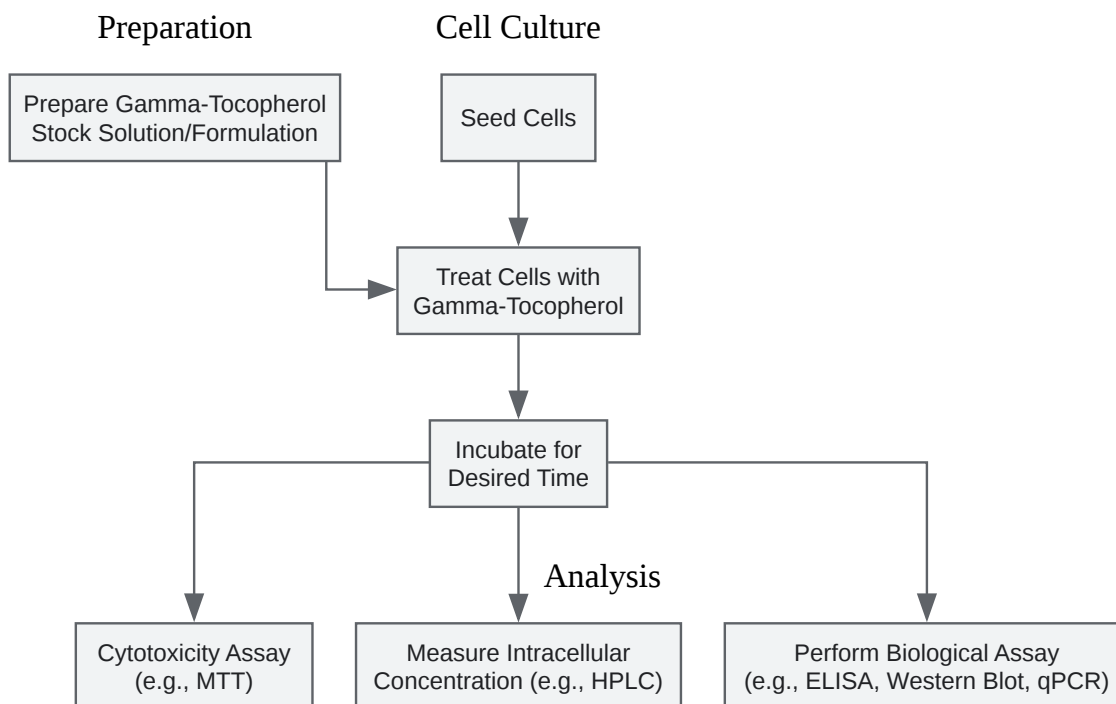 Preparation
Cell Culture
Prepare Gamma-Tocopherol
Stock Solution/Formulation
Seed Cells
Treat Cells with
Gamma-Tocopherol
Incubate for
Desired Time
Analysis
Cytotoxicity Assay
(e.g., MTT)
Measure Intracellular
Concentration (e.g., HPLC)
Perform Biological Assay
(e.g., ELISA, Western Blot, qPCR)